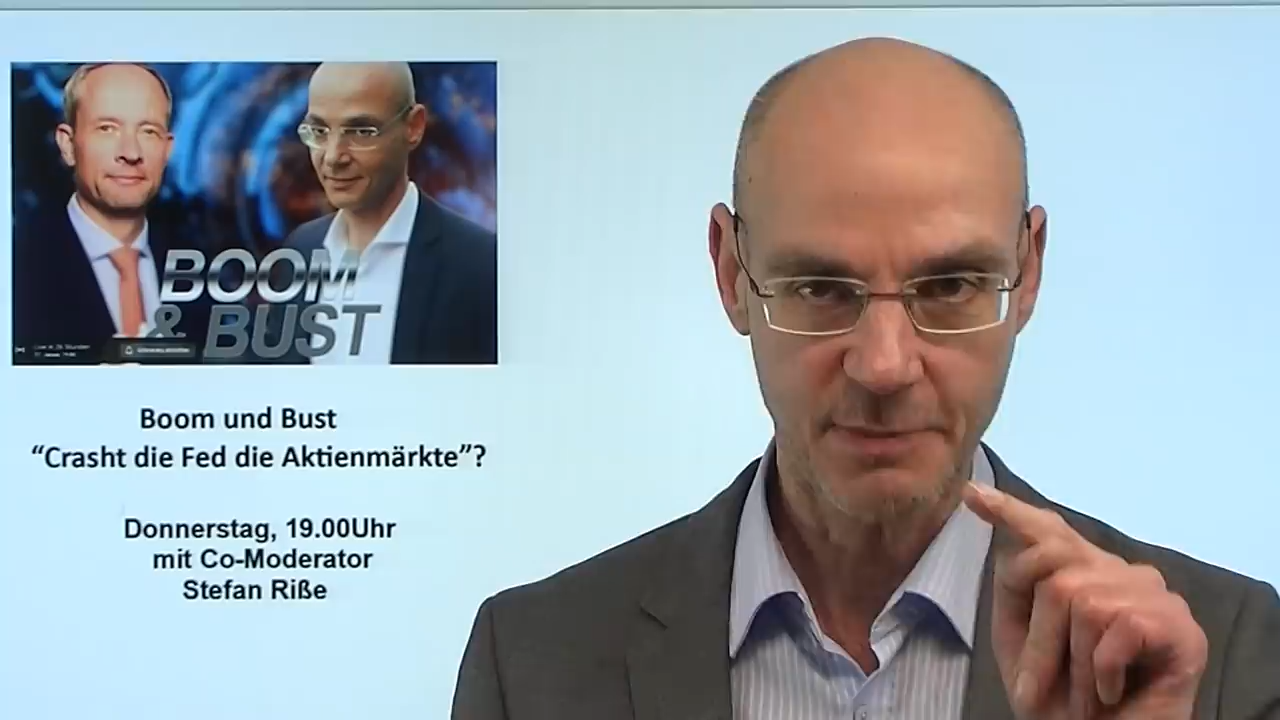 BOOM
& BUST
Boom und Bust
“Crasht die Fed die Aktienmärkte”?
Donnerstag, 19.00Uhr
mit Co-Moderator
Stefan Riße